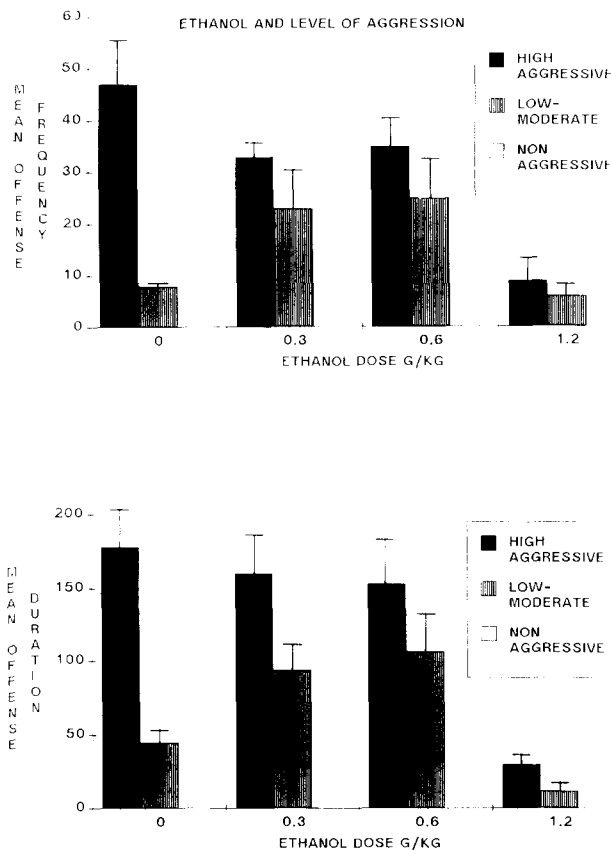 ETHANOL AND LEVEL OF AGGRESSION
MEAN OFFENSE
FREQUENCY
60
50
40
30
20
10
0
HIGH
AGGRESSIVE
LOW-
MODERATE
NON
AGGRESSIVE
0 0.3 0.6 1.2
ETHANOL DOSE G/KG
MEAN OFFENSE
DURATION
200
150
100
50
0
HIGH
AGGRESSIVE
LOW-
MODERATE
NON
AGGRESSIVE
0 0.3 0.6 1.2
ETHANOL DOSE G/KG